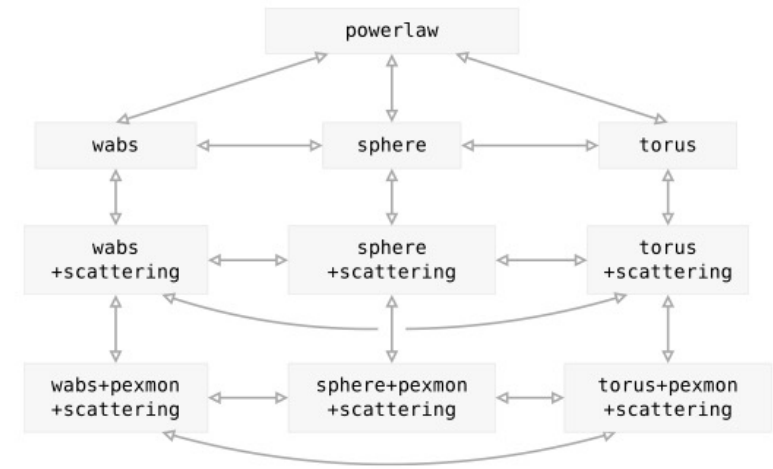 powerlaw
wabs
sphere
torus
wabs
+scattering
sphere
+scattering
torus
+scattering
wabs+pexmon
+scattering
sphere+pexmon
+scattering
torus+pexmon
+scattering